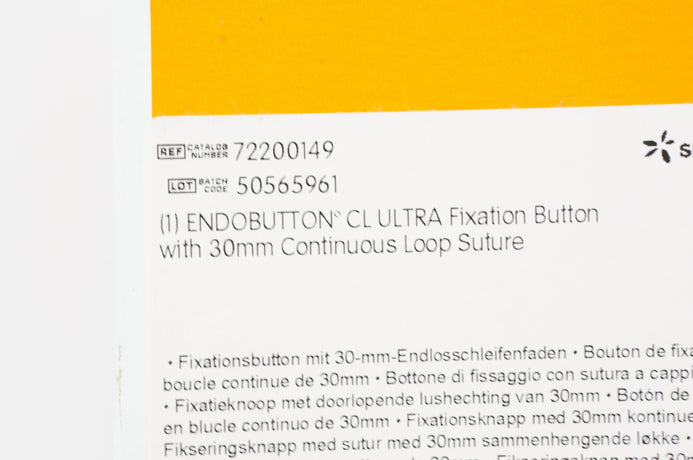 REF CATALOG NUMBER 72200149
LOT BATCH CODE 50565961
(1) ENDOBUTTON® CL ULTRA Fixation Button
with 30mm Continuous Loop Suture
• Fixationsbutton mit 30-mm-Endlosschleifenfaden • Bouton de fixa
boucle continue de 30mm • Bottone di fissaggio con sutura a cappi
• Fixatieknoop met doorlopende lushechting van 30mm • Botón de
en blucle continuo de 30mm • Fixationsknapp med 30mm kontinue
Fikseringsknapp med sutur med 30mm sammenhengende løkke •